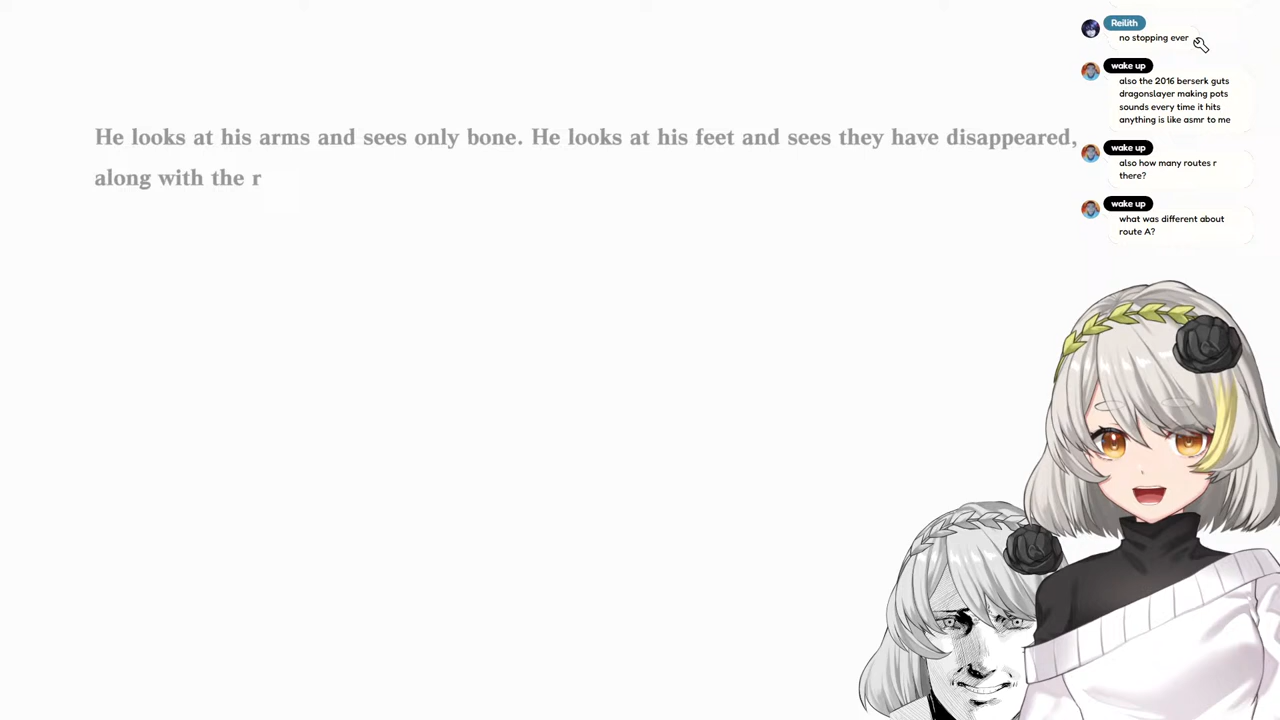 He looks at his arms and sees only bone. He looks at his feet and sees they have disappeared,
along with the r
Reilith
no stopping ever
wake up
also the 2016 berserk guts
dragonslayer making pots
sounds every time it hits
anything is like asmr to me
wake up
also how many routes r
there?
wake up
what was different about
route A?